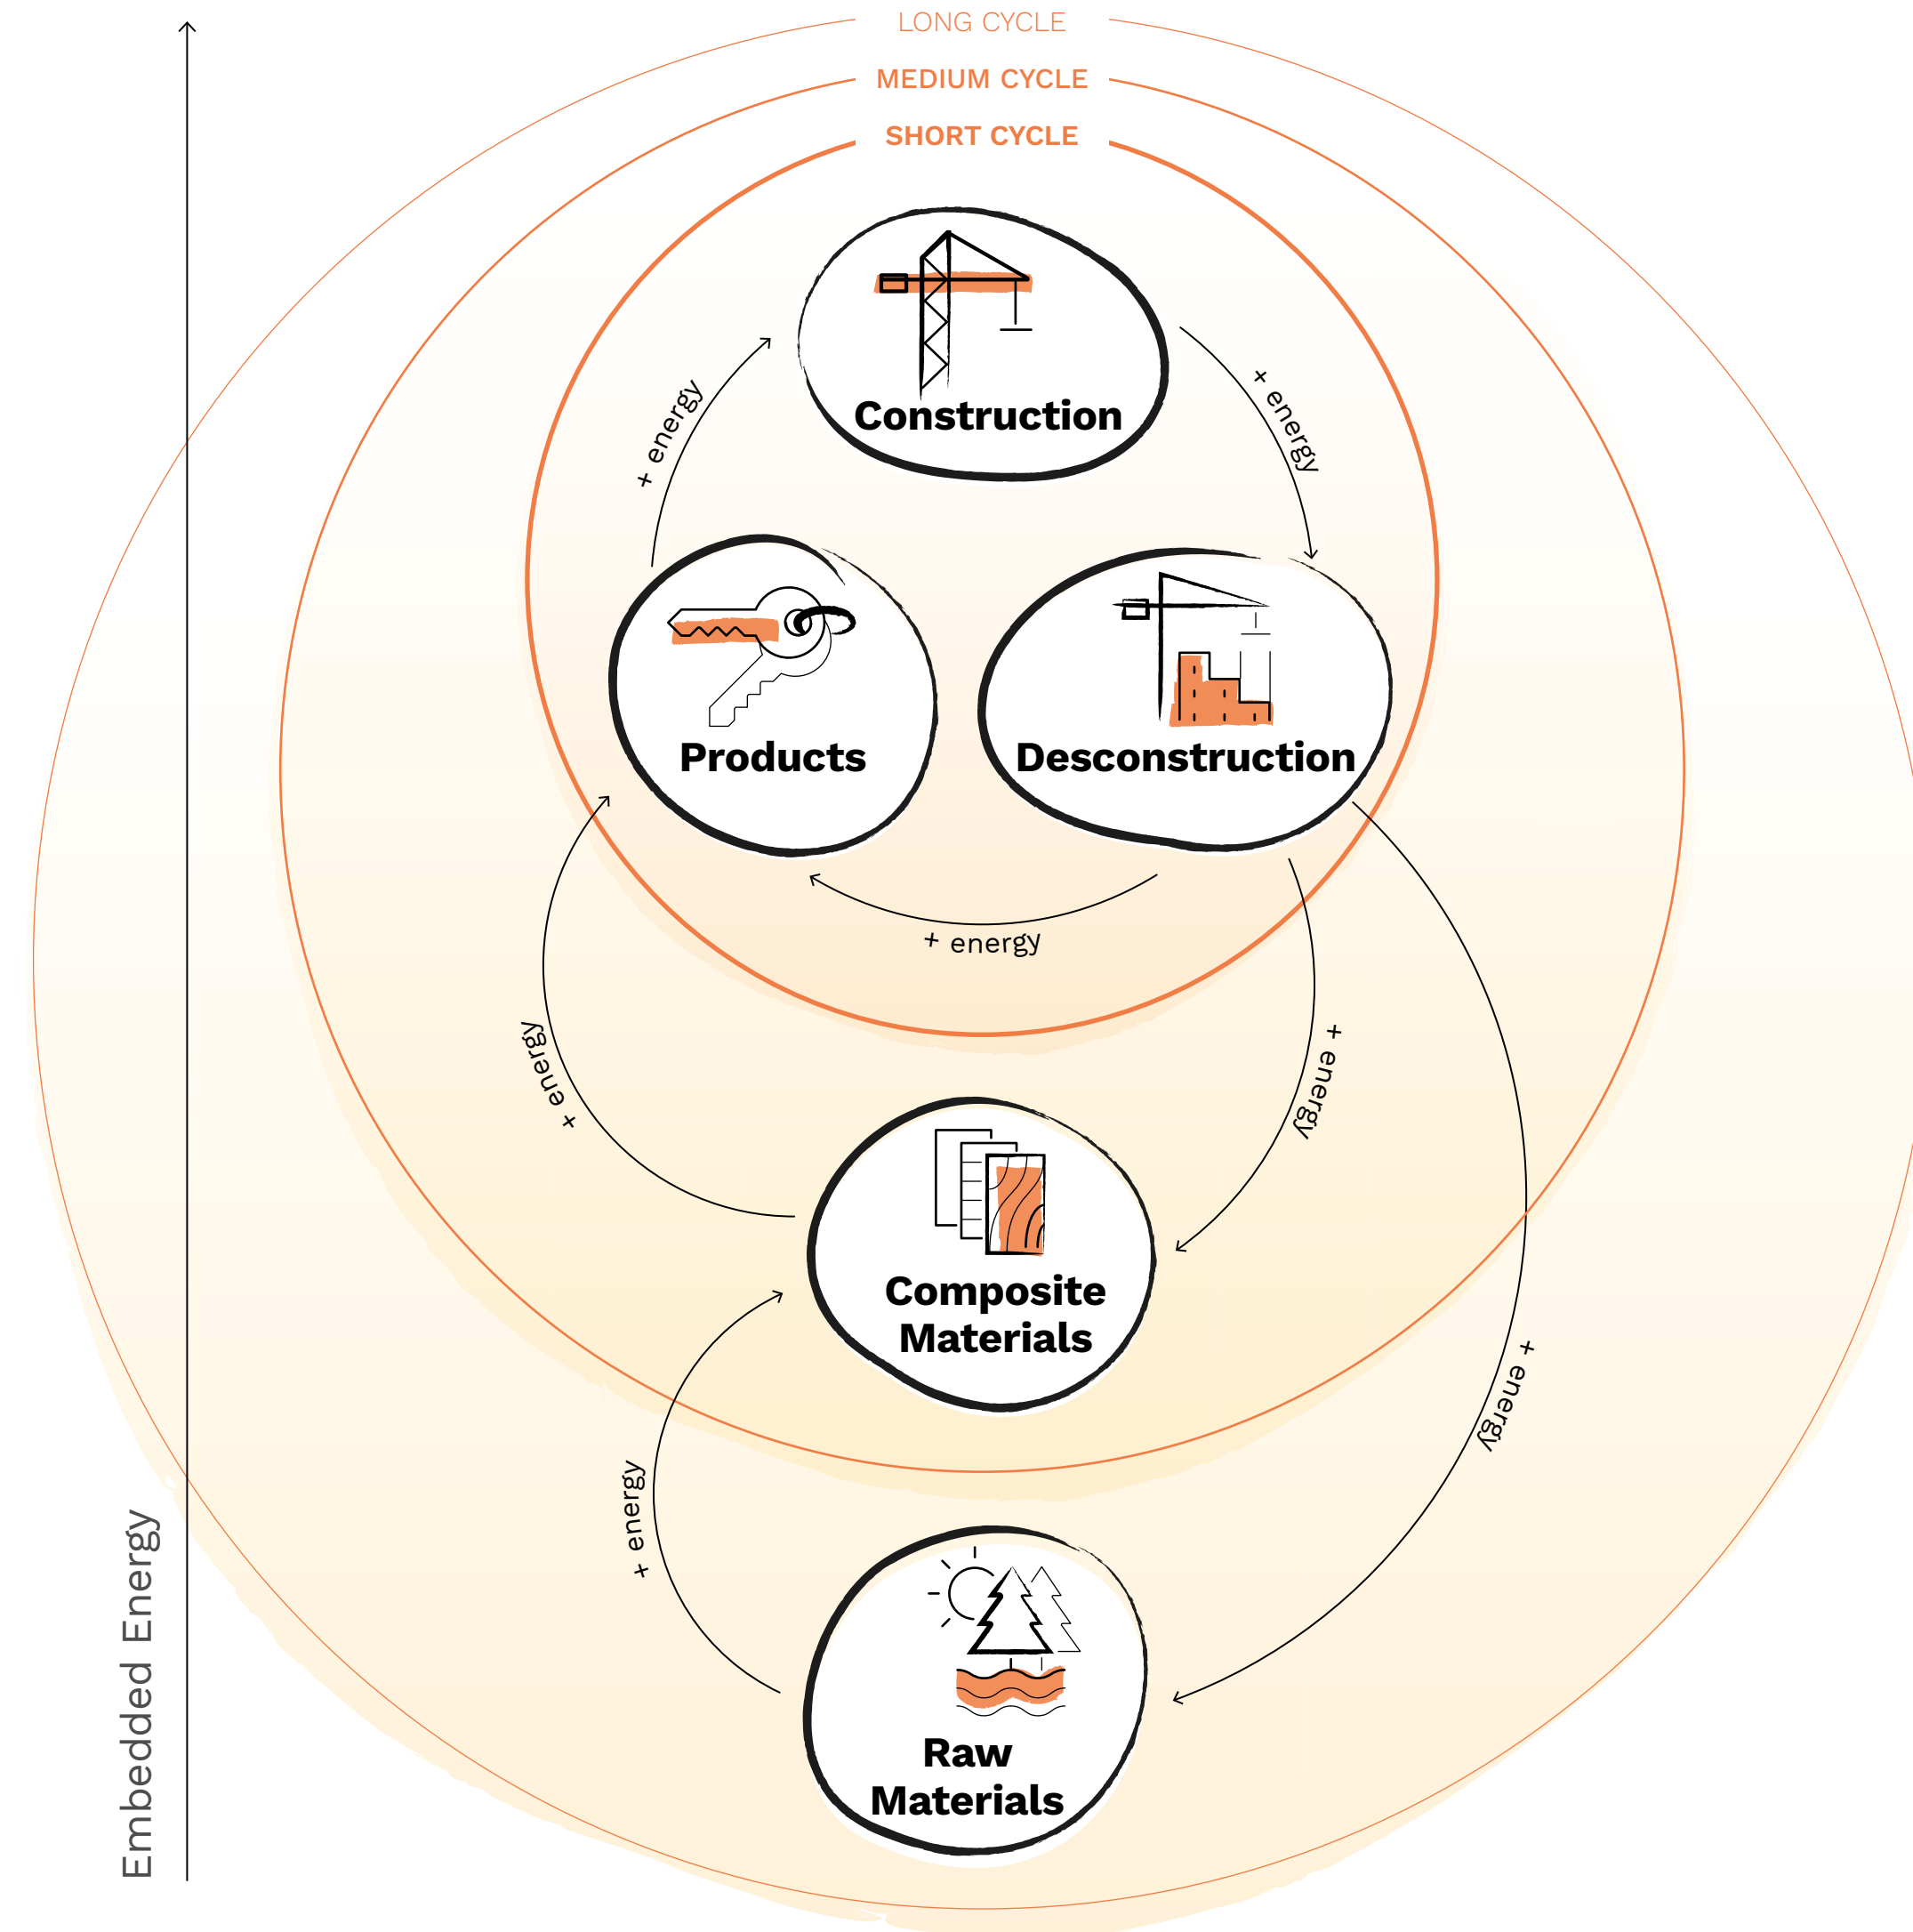 LONG CYCLE
MEDIUM CYCLE
SHORT CYCLE
Construction
+ energy
+ energy
Products
Desconstruction
+ energy
+ energy
+ energy
Composite
Materials
+ energy
+ energy
Raw
Materials
Embedded Energy